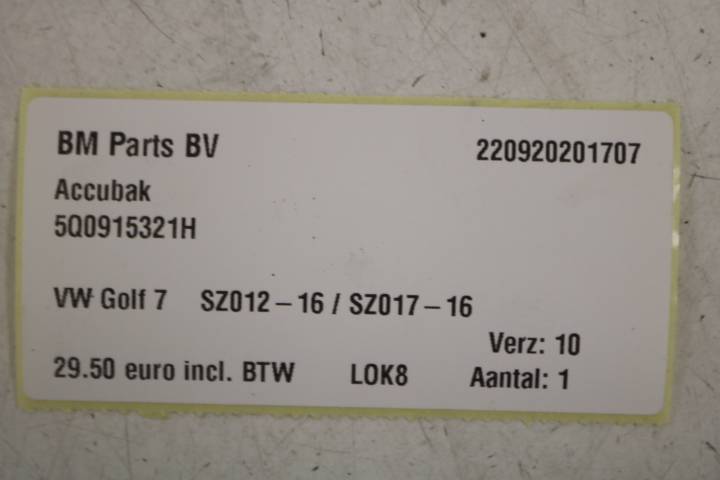 BM Parts BV 220920201707
Accubak
5Q0915321H
VW Golf 7 SZ012-16 / SZ017-16
Verz: 10
29.50 euro incl. BTW LOK8 Aantal: 1